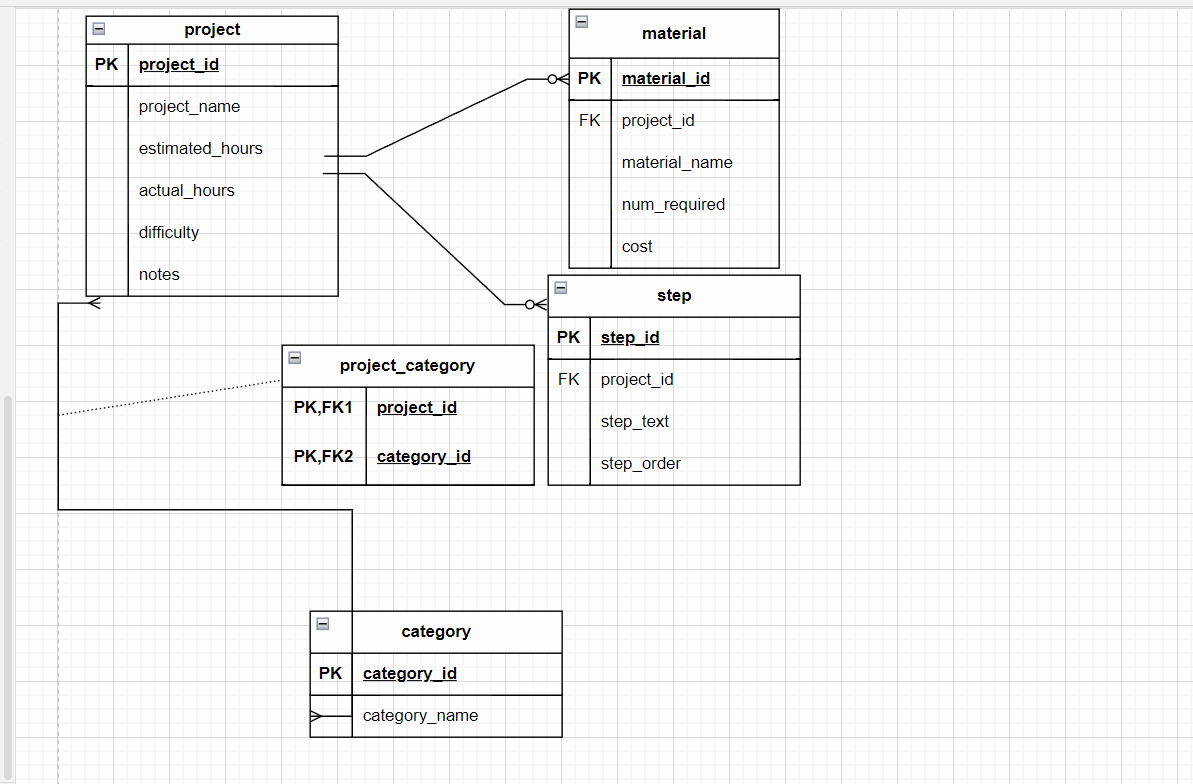 project
PK project_id
project_name
estimated_hours
actual_hours
difficulty
notes
material
PK material_id
FK project_id
material_name
num_required
cost
step
PK step_id
FK project_id
step_text
step_order
project_category
PK,FK1 project_id
PK,FK2 category_id
category
PK category_id
category_name